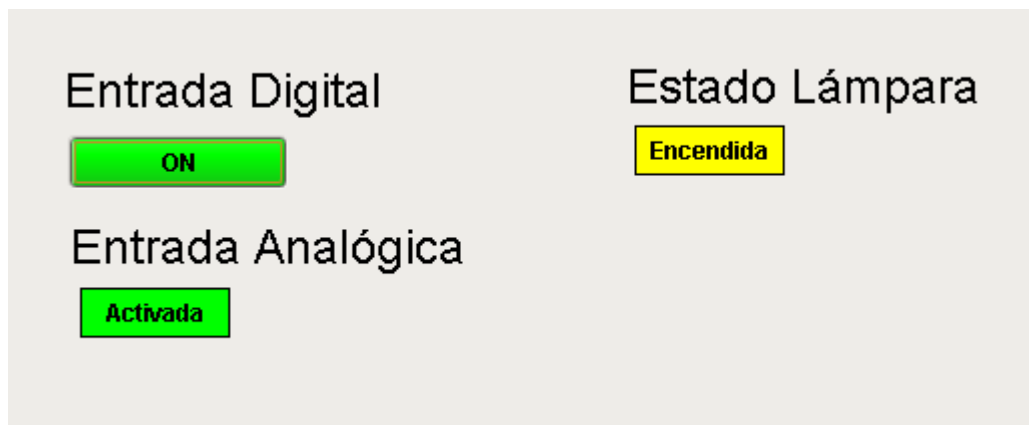 Entrada Digital
ON
Entrada Analógica
Activada
Estado Lámpara
Encendida